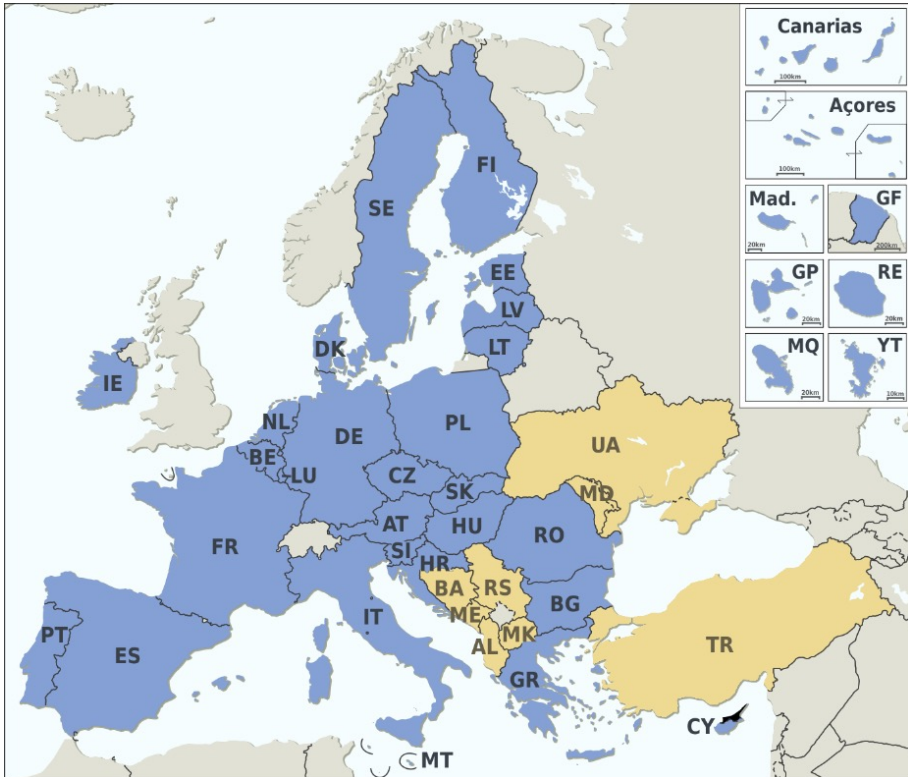 Canarias
100km
Açores
100km
Mad.
20km
GF
200km
GP
20km
RE
20km
MQ
20km
YT
10km
FI
SE
EE
LV
LT
DK
IE
NL
DE
PL
BE
LU
CZ
UA
SK
MD
AT
HU
RO
FR
SI
HR
BA
RS
BG
IT
ME
MK
AL
PT
ES
GR
TR
CY
MT